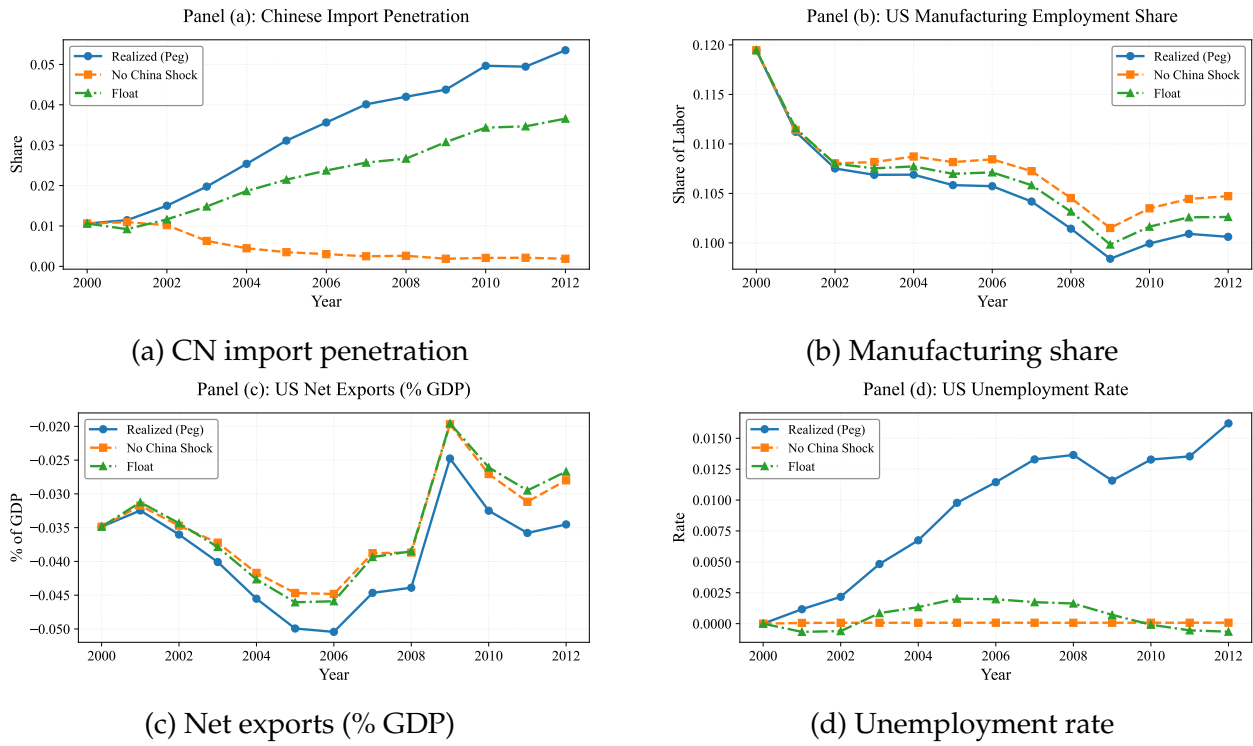 Panel (a): Chinese Import Penetration
Realized (Peg)
No China Shock
Float
Share
0.05
0.04
0.03
0.02
0.01
0.00
2000 2002 2004 2006 2008 2010 2012
Year
(a) CN import penetration
Panel (b): US Manufacturing Employment Share
Realized (Peg)
No China Shock
Float
Share of Labor
0.120
0.115
0.110
0.105
0.100
2000 2002 2004 2006 2008 2010 2012
Year
(b) Manufacturing share
Panel (c): US Net Exports (% GDP)
Realized (Peg)
No China Shock
Float
% of GDP
−0.020
−0.025
−0.030
−0.035
−0.040
−0.045
−0.050
2000 2002 2004 2006 2008 2010 2012
Year
(c) Net exports (% GDP)
Panel (d): US Unemployment Rate
Realized (Peg)
No China Shock
Float
Rate
0.0150
0.0125
0.0100
0.0075
0.0050
0.0025
0.0000
2000 2002 2004 2006 2008 2010 2012
Year
(d) Unemployment rate